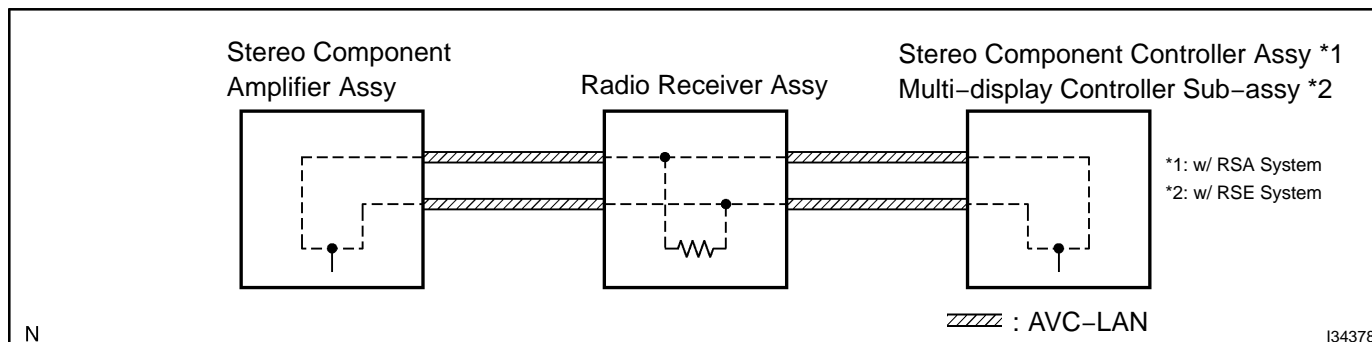 Stereo Component
Amplifier Assy
Radio Receiver Assy
Stereo Component Controller Assy *1
Multi−display Controller Sub−assy *2
*1: w/ RSA System
*2: w/ RSE System
: AVC−LAN
N
I34378